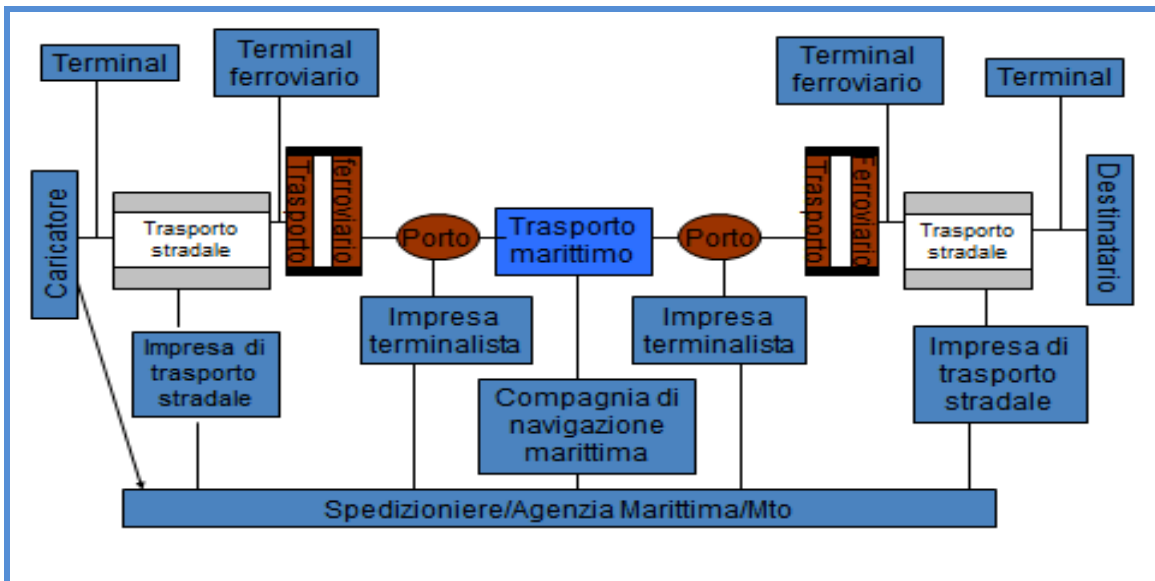 Terminal
Terminal
ferroviario
Terminal
ferroviario
Terminal
Caricatore
Trasporto
stradale
Trasporto
ferroviario
Porto
Trasporto
marittimo
Porto
Trasporto
Ferroviario
Trasporto
stradale
Destinatario
Impresa di
trasporto
stradale
Impresa
terminalista
Compagnia di
navigazione
marittima
Impresa
terminalista
Impresa di
trasporto
stradale
Spedizioniere/Agenzia Marittima/Mto